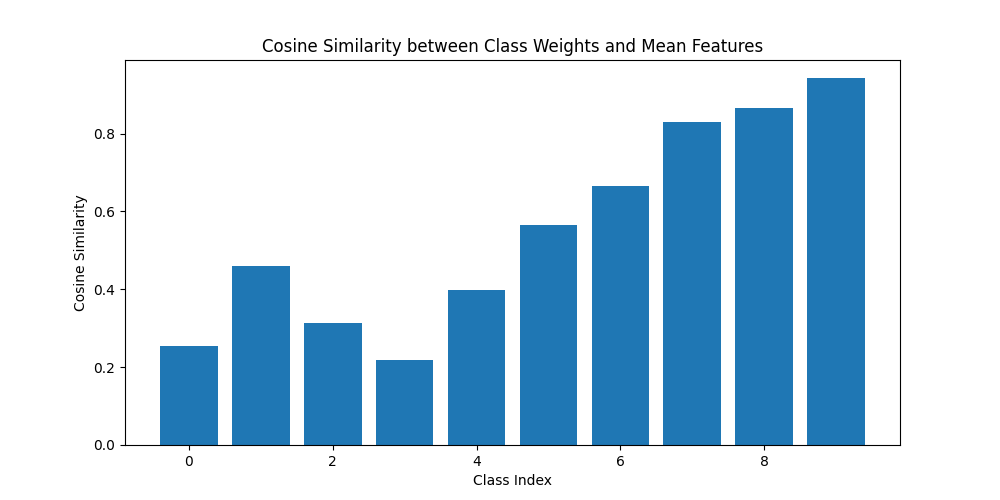 Cosine Similarity between Class Weights and Mean Features
Cosine Similarity
0.8
0.6
0.4
0.2
0.0
0 2 4 6 8
Class Index